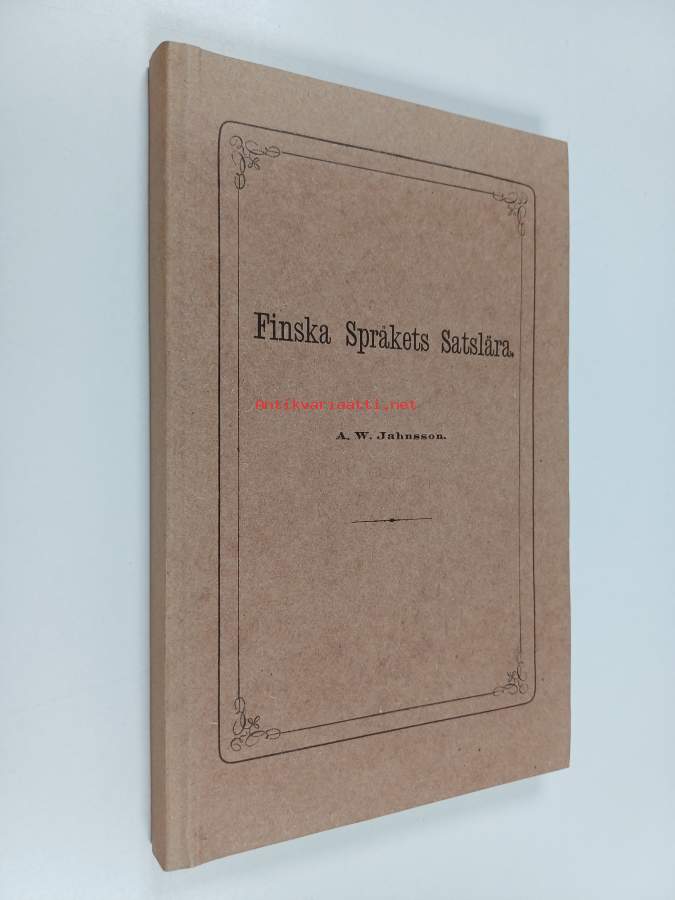 Finska Språkets Satslära.
Antikvariaatti.net
A. W. Jahnsson.